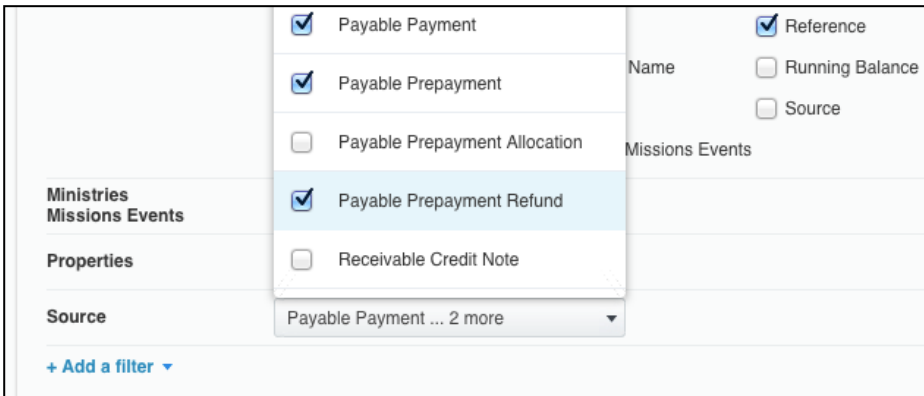 Payable Payment
Reference
Payable Prepayment
Name
Running Balance
Source
Payable Prepayment Allocation
Missions Events
Ministries
Missions Events
Payable Prepayment Refund
Properties
Receivable Credit Note
Source
Payable Payment ... 2 more
+ Add a filter